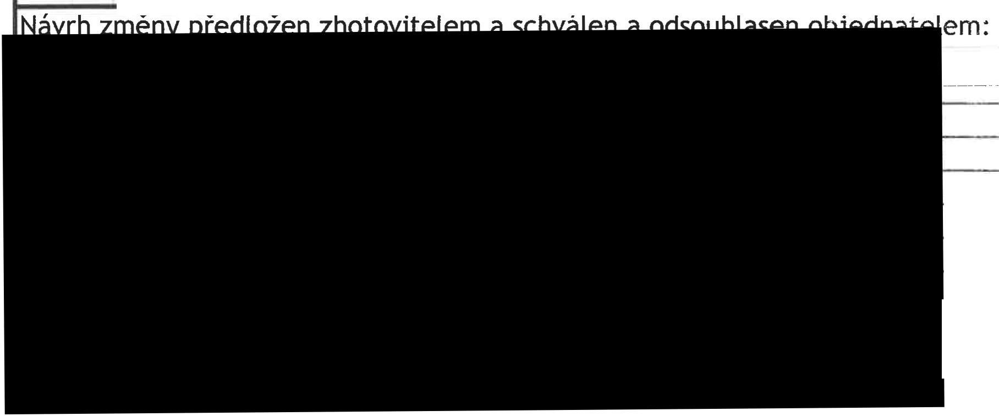 Návrh změny předložen zhotovitelem a schválen a odsouhlasen objednatelem: